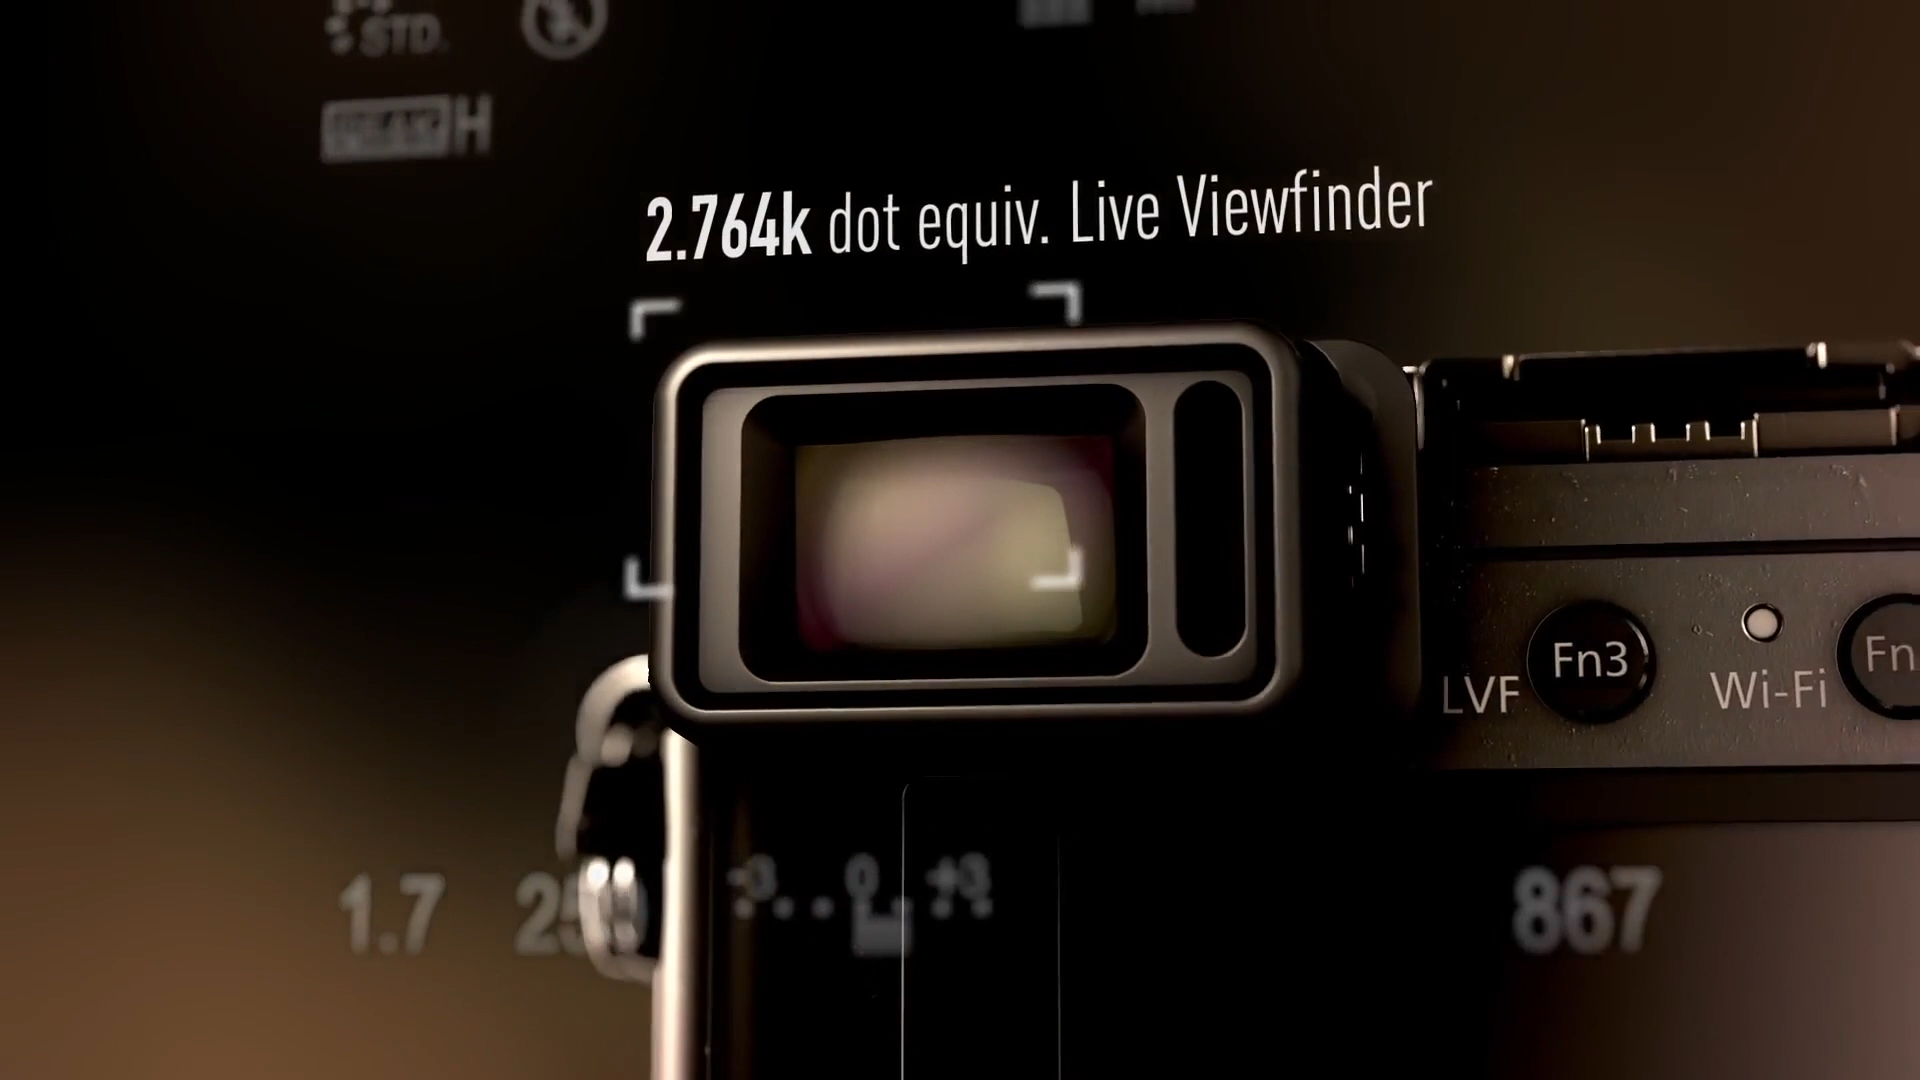 STD.
H
2.764k dot equiv. Live Viewfinder
LVF Fn3 Wi-Fi Fn
1.7 -3 0 +3 867